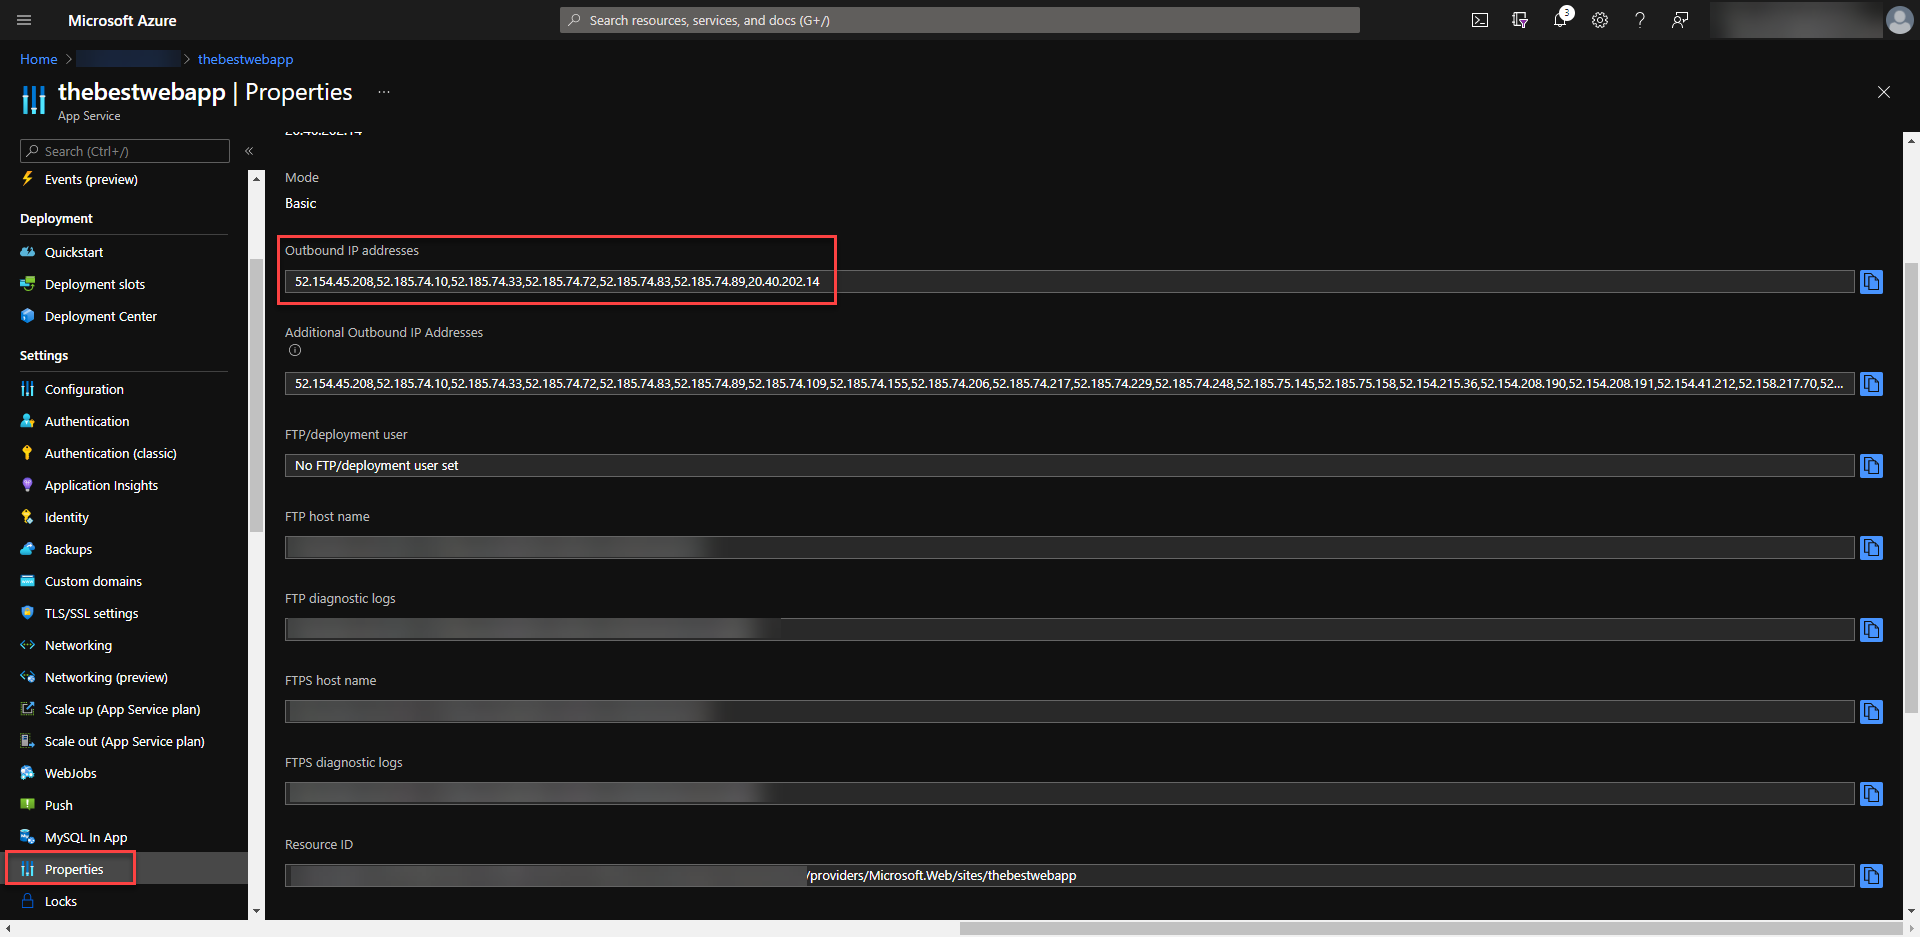 Microsoft Azure
Search resources, services, and docs (G+/)
3
Home > > thebestwebapp
thebestwebapp | Properties ...
App Service
Search (Ctrl+/)
«
Events (preview)
Deployment
Quickstart
Deployment slots
Deployment Center
Settings
Configuration
Authentication
Authentication (classic)
Application Insights
Identity
Backups
Custom domains
TLS/SSL settings
Networking
Networking (preview)
Scale up (App Service plan)
Scale out (App Service plan)
WebJobs
Push
MySQL In App
Properties
Locks
Mode
Basic
Outbound IP addresses
52.154.45.208,52.185.74.10,52.185.74.33,52.185.74.72,52.185.74.83,52.185.74.89,20.40.202.14
Additional Outbound IP Addresses
52.154.45.208,52.185.74.10,52.185.74.33,52.185.74.72,52.185.74.83,52.185.74.89,52.185.74.109,52.185.74.155,52.185.74.206,52.185.74.217,52.185.74.229,52.185.74.248,52.185.75.145,52.185.75.158,52.154.215.36,52.154.208.190,52.154.208.191,52.154.41.212,52.158.217.70,52...
FTP/deployment user
No FTP/deployment user set
FTP host name
FTP diagnostic logs
FTPS host name
FTPS diagnostic logs
Resource ID
/providers/Microsoft.Web/sites/thebestwebapp